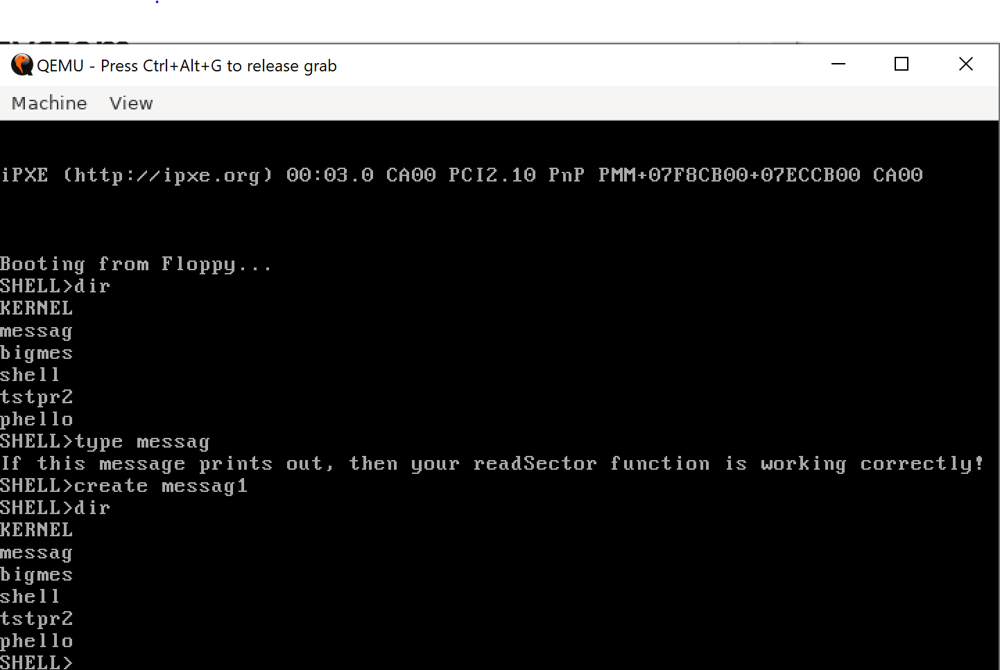 QEMU - Press Ctrl+Alt+G to release grab
Machine View
iPXE (http://ipxe.org) 00:03.0 CA00 PCI2.10 PnP PMM+07F8CB00+07ECCB00 CA00
Booting from Floppy...
SHELL>dir
KERNEL
messag
bigmes
shell
tstpr2
phello
SHELL>type messag
If this message prints out, then your readSector function is working correctly!
SHELL>create messag1
SHELL>dir
KERNEL
messag
bigmes
shell
tstpr2
phello
SHELL>